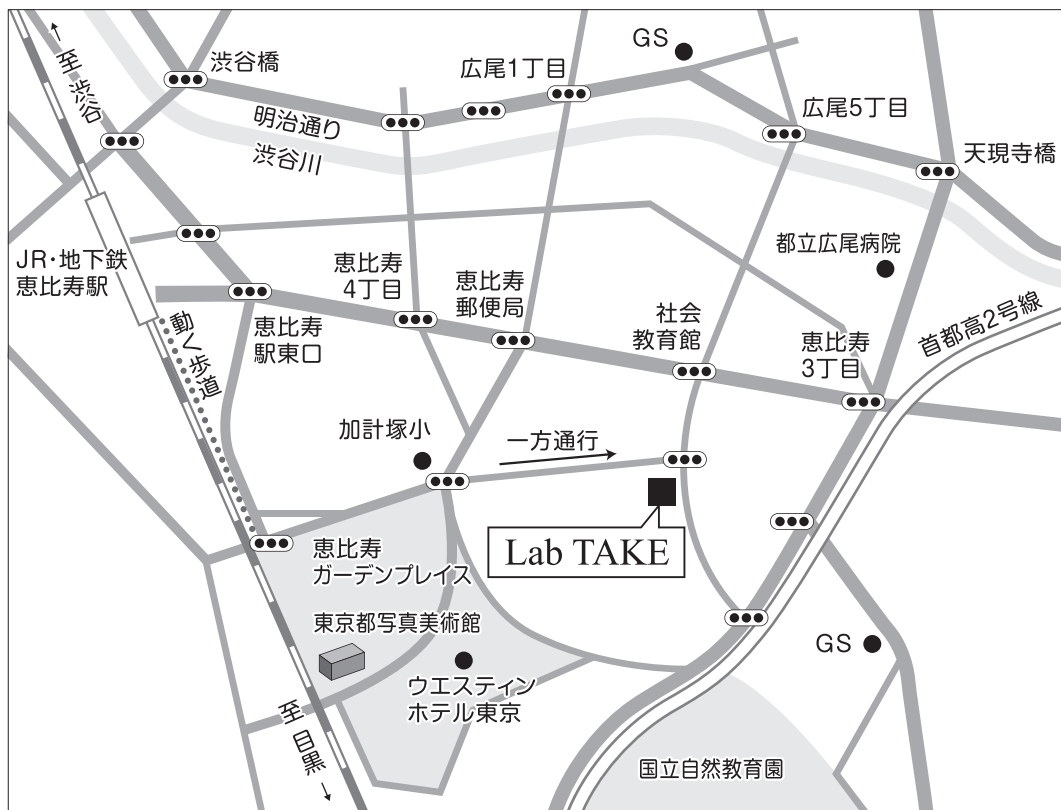 GS
渋谷橋
広尾1丁目
←至 渋谷
明治通り
広尾5丁目
渋谷川
天現寺橋
都立広尾病院
JR・地下鉄
恵比寿駅
恵比寿
4丁目
恵比寿
郵便局
社会
教育館
恵比寿
駅東口
恵比寿
3丁目
首都高2号線
動く歩道
加計塚小
一方通行
Lab TAKE
恵比寿
ガーデンプレイス
東京都写真美術館
GS
ウエスティン
ホテル東京
至 目黒→
国立自然教育園